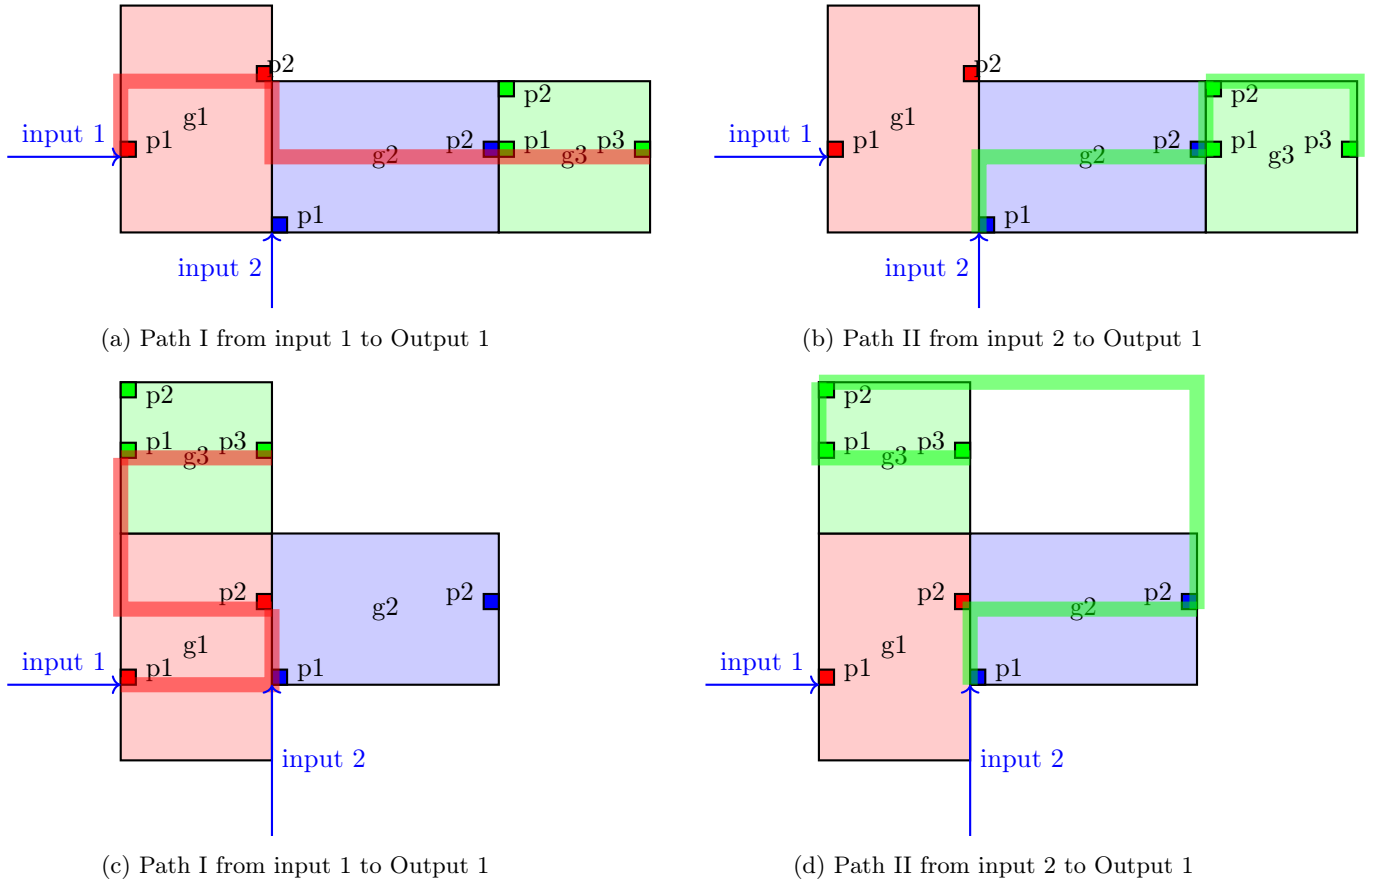 p2
p2
g1
p2
p2
input 1
p1
p2
g2
p1
p3
g3
input 1
p1
g1
p2
g2
p1
p3
g3
p1
input 2
p1
input 2
(a) Path I from input 1 to Output 1
(b) Path II from input 2 to Output 1
p2
p1
p3
g3
p2
p1
p3
g3
p2
g2
p2
g1
input 1
p1
p1
input 2
p2
g2
p2
g1
input 1
p1
p1
input 2
(c) Path I from input 1 to Output 1
(d) Path II from input 2 to Output 1